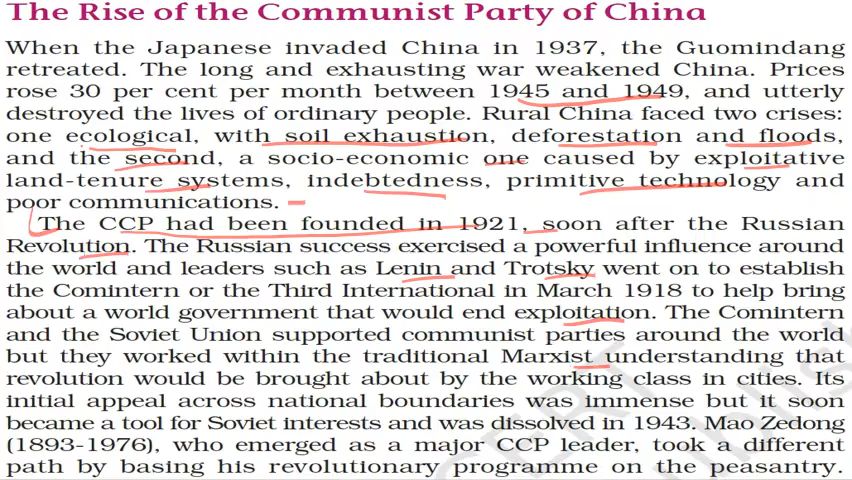 The Rise of the Communist Party of China
When the Japanese invaded China in 1937, the Guomindang
retreated. The long and exhausting war weakened China. Prices
rose 30 per cent per month between 1945 and 1949, and utterly
destroyed the lives of ordinary people. Rural China faced two crises:
one ecological, with soil exhaustion, deforestation and floods,
and the second, a socio-economic one caused by exploitative
land-tenure systems, indebtedness, primitive technology and
poor communications.
The CCP had been founded in 1921, soon after the Russian
Revolution. The Russian success exercised a powerful influence around
the world and leaders such as Lenin and Trotsky went on to establish
the Comintern or the Third International in March 1918 to help bring
about a world government that would end exploitation. The Comintern
and the Soviet Union supported communist parties around the world
but they worked within the traditional Marxist understanding that
revolution would be brought about by the working class in cities. Its
initial appeal across national boundaries was immense but it soon
became a tool for Soviet interests and was dissolved in 1943. Mao Zedong
(1893-1976), who emerged as a major CCP leader, took a different
path by basing his revolutionary programme on the peasantry.